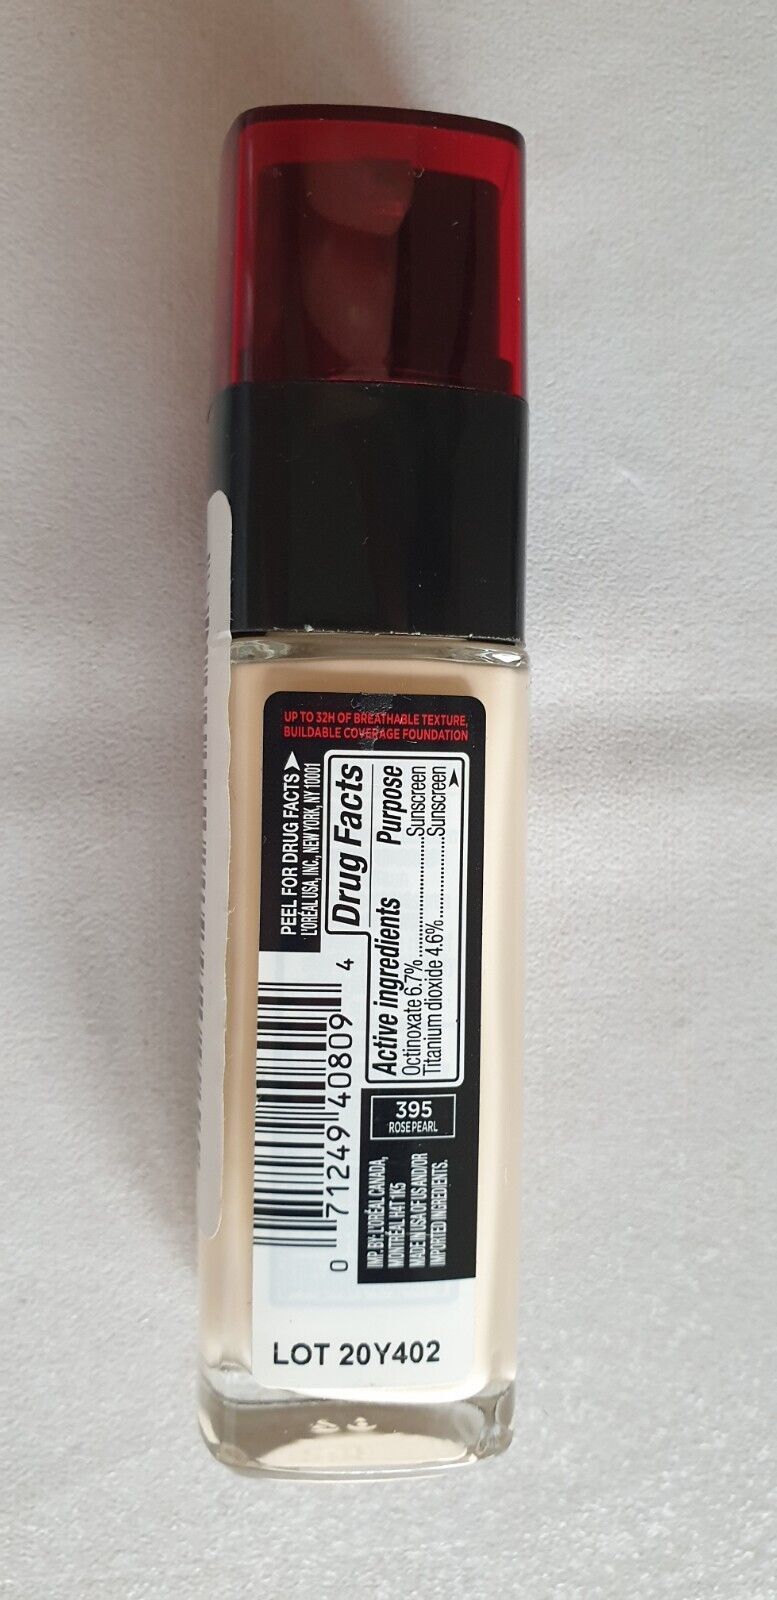 UP TO 32H OF BREATHABLE TEXTURE,
BUILDABLE COVERAGE FOUNDATION
PEEL FOR DRUG FACTS
L'ORÉAL USA, INC., NEW YORK, NY 10001
Drug Facts
Active ingredients Purpose
Octinoxate 6.7%..............Sunscreen
Titanium dioxide 4.6%..............Sunscreen
0 71249 40809 4
395
ROSE PEARL
IMP. BY: L'ORÉAL CANADA,
MONTRÉAL H4T 1K5
MADE IN USA OF US AND/OR
IMPORTED INGREDIENTS.
LOT 20Y402